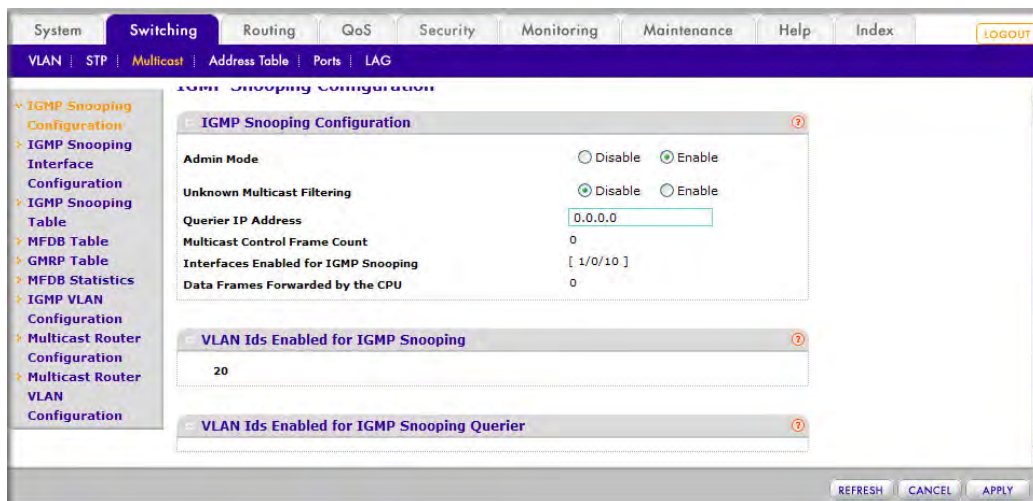 System Switching Routing QoS Security Monitoring Maintenance Help Index LOGOUT
VLAN STP Multicast Address Table Ports LAG
IGMP Snooping Configuration
IGMP Snooping
Configuration
IGMP Snooping
Interface
Configuration
IGMP Snooping
Table
MFDB Table
GMRP Table
MFDB Statistics
IGMP VLAN
Configuration
Multicast Router
Configuration
Multicast Router
VLAN
Configuration
IGMP Snooping Configuration
Admin Mode Disable Enable
Unknown Multicast Filtering Disable Enable
Querier IP Address 0.0.0.0
Multicast Control Frame Count 0
Interfaces Enabled for IGMP Snooping [ 1/0/10 ]
Data Frames Forwarded by the CPU 0
VLAN Ids Enabled for IGMP Snooping
20
VLAN Ids Enabled for IGMP Snooping Querier
REFRESH CANCEL APPLY